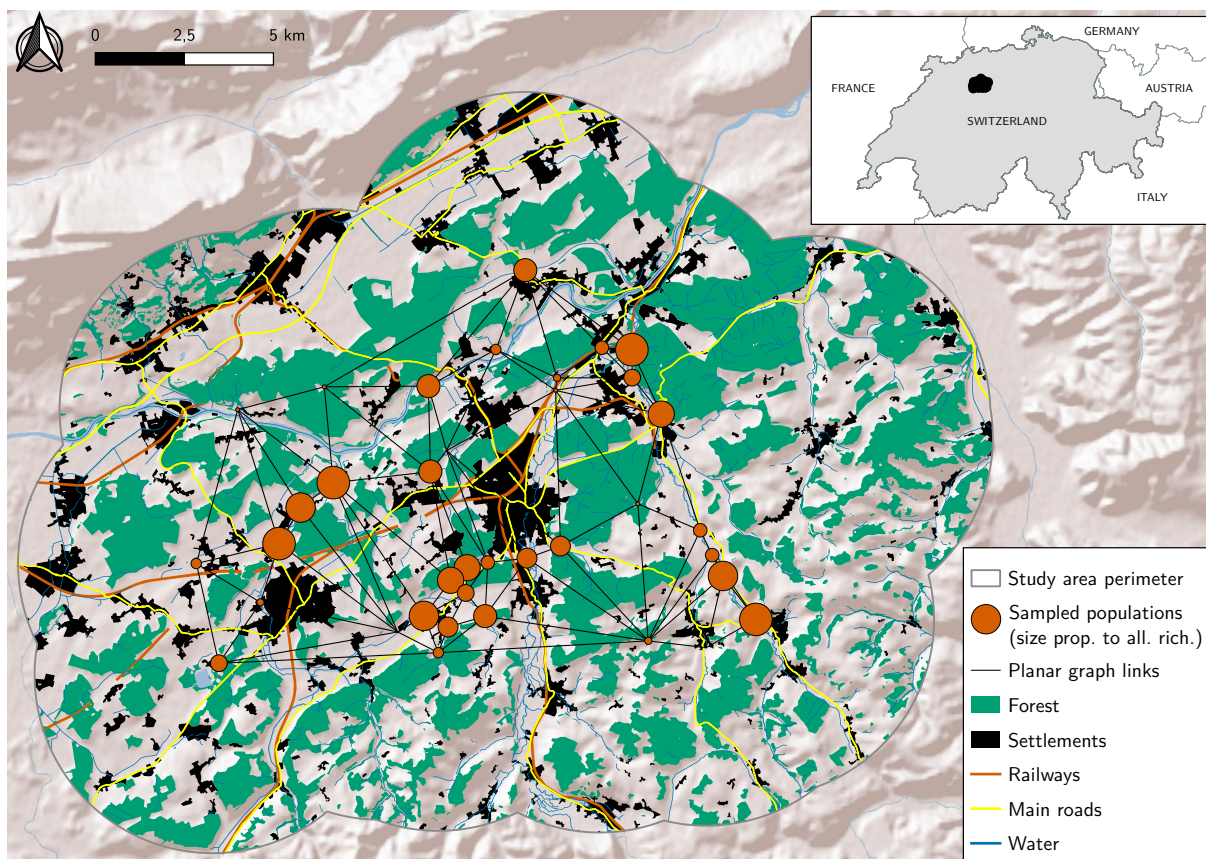 0 2,5 5 km
GERMANY
FRANCE
AUSTRIA
SWITZERLAND
ITALY
Study area perimeter
Sampled populations
(size prop. to all. rich.)
Planar graph links
Forest
Settlements
Railways
Main roads
Water